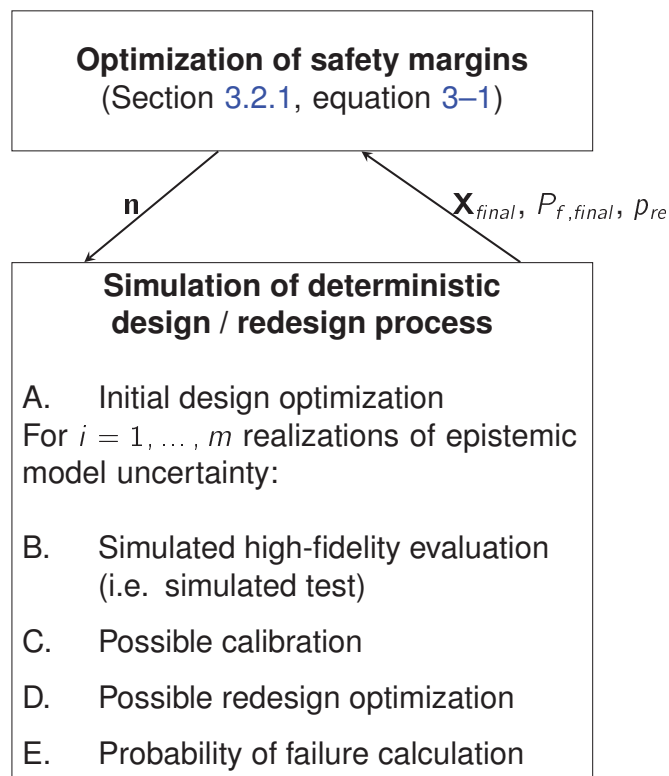 Optimization of safety margins
(Section 3.2.1, equation 3–1)
n
X_final, P_f,final, p_re
Simulation of deterministic
design / redesign process
A. Initial design optimization
For i = 1, ... , m realizations of epistemic
model uncertainty:
B. Simulated high-fidelity evaluation
(i.e. simulated test)
C. Possible calibration
D. Possible redesign optimization
E. Probability of failure calculation